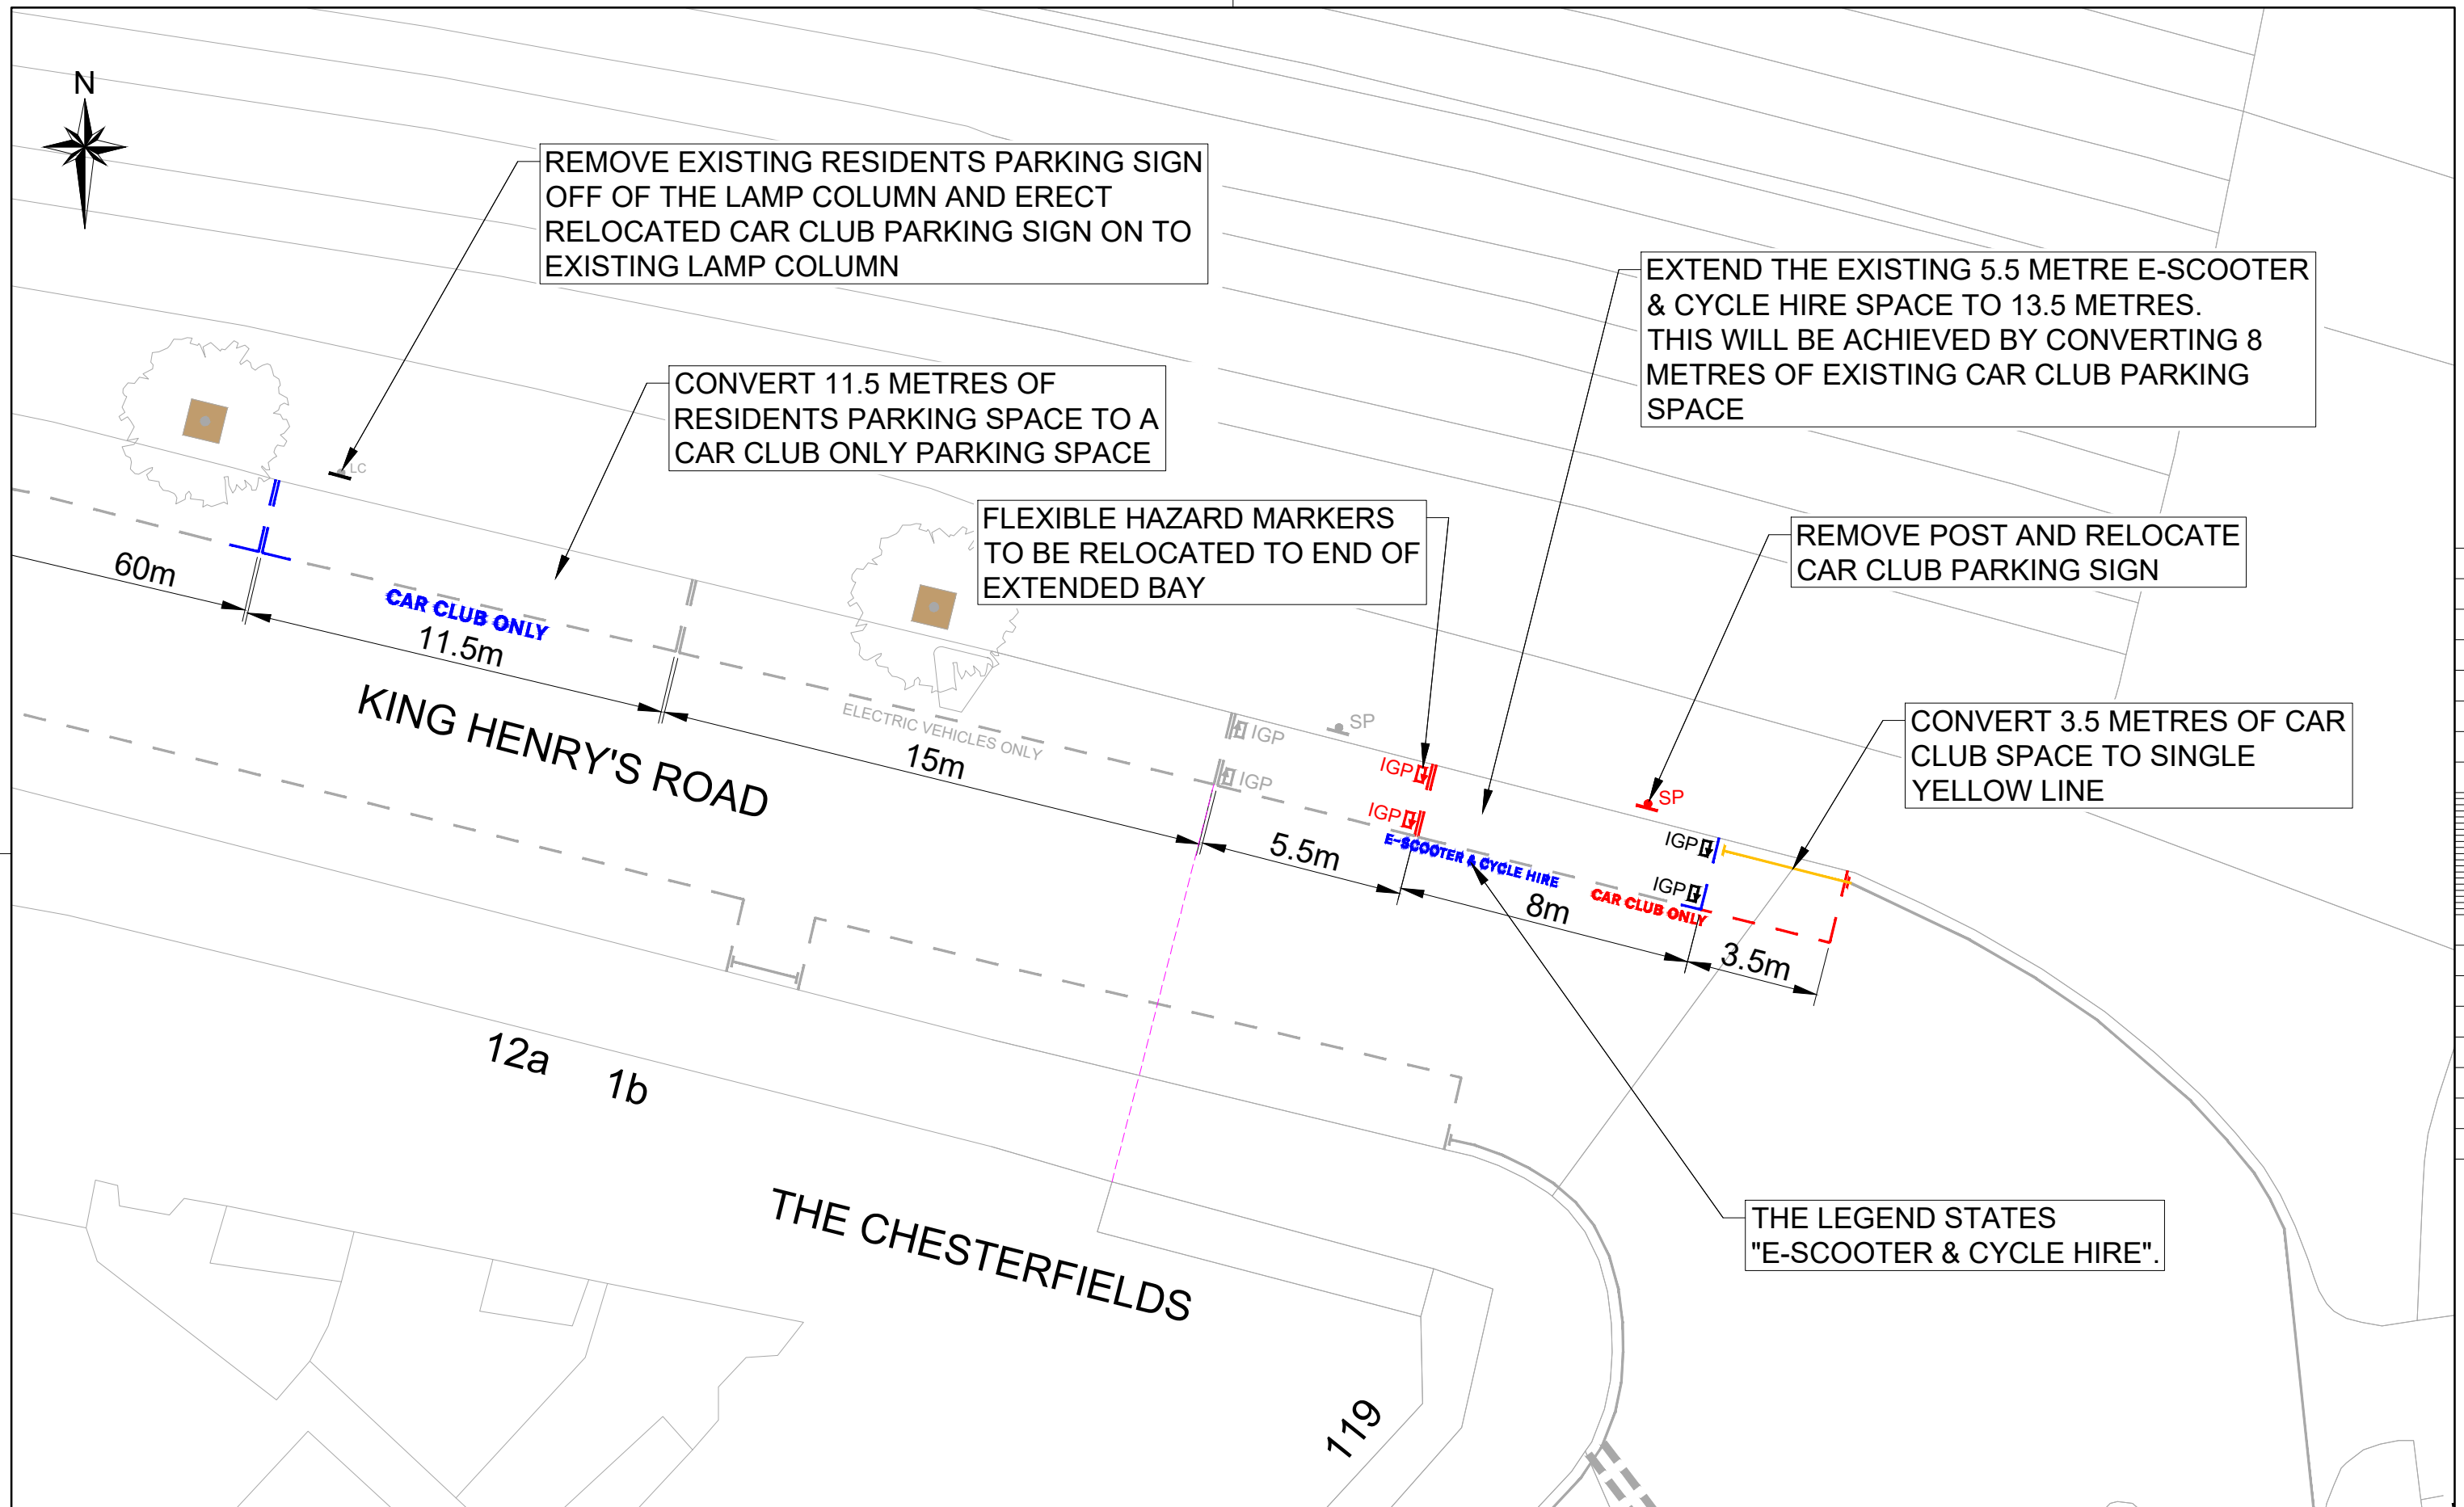 N
REMOVE EXISTING RESIDENTS PARKING SIGN
OFF OF THE LAMP COLUMN AND ERECT
RELOCATED CAR CLUB PARKING SIGN ON TO
EXISTING LAMP COLUMN
EXTEND THE EXISTING 5.5 METRE E-SCOOTER
& CYCLE HIRE SPACE TO 13.5 METRES.
THIS WILL BE ACHIEVED BY CONVERTING 8
METRES OF EXISTING CAR CLUB PARKING
SPACE
CONVERT 11.5 METRES OF
RESIDENTS PARKING SPACE TO A
CAR CLUB ONLY PARKING SPACE
LC
FLEXIBLE HAZARD MARKERS
TO BE RELOCATED TO END OF
EXTENDED BAY
REMOVE POST AND RELOCATE
CAR CLUB PARKING SIGN
60m
CAR CLUB ONLY
11.5m
KING HENRY'S ROAD
ELECTRIC VEHICLES ONLY
15m
IGP
IGP
SP
IGP
IGP
SP
CONVERT 3.5 METRES OF CAR
CLUB SPACE TO SINGLE
YELLOW LINE
5.5m
E-SCOOTER & CYCLE HIRE
IGP
IGP
8m
CAR CLUB ONLY
3.5m
12a
1b
THE CHESTERFIELDS
THE LEGEND STATES
"E-SCOOTER & CYCLE HIRE".
119